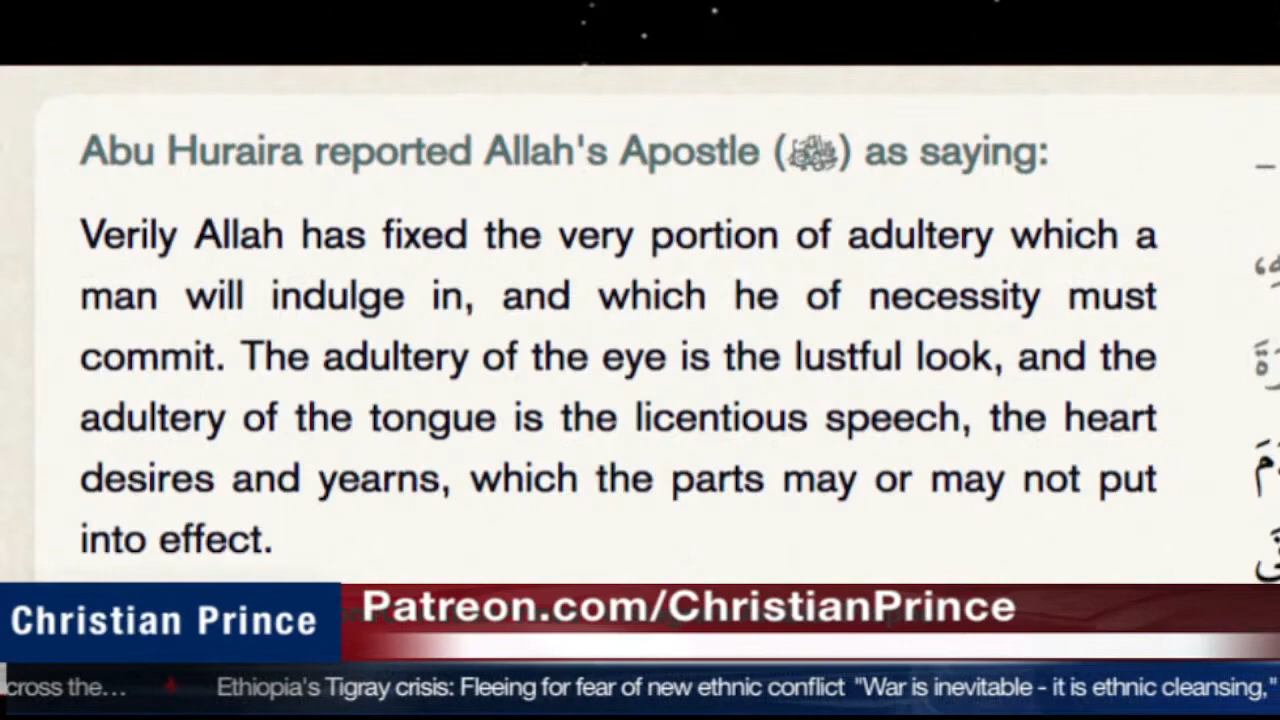 Abu Huraira reported Allah's Apostle (ﷺ) as saying:
Verily Allah has fixed the very portion of adultery which a
man will indulge in, and which he of necessity must
commit. The adultery of the eye is the lustful look, and the
adultery of the tongue is the licentious speech, the heart
desires and yearns, which the parts may or may not put
into effect.
Christian Prince
Patreon.com/ChristianPrince
cross the... Ethiopia's Tigray crisis: Fleeing for fear of new ethnic conflict "War is inevitable - it is ethnic cleansing,"